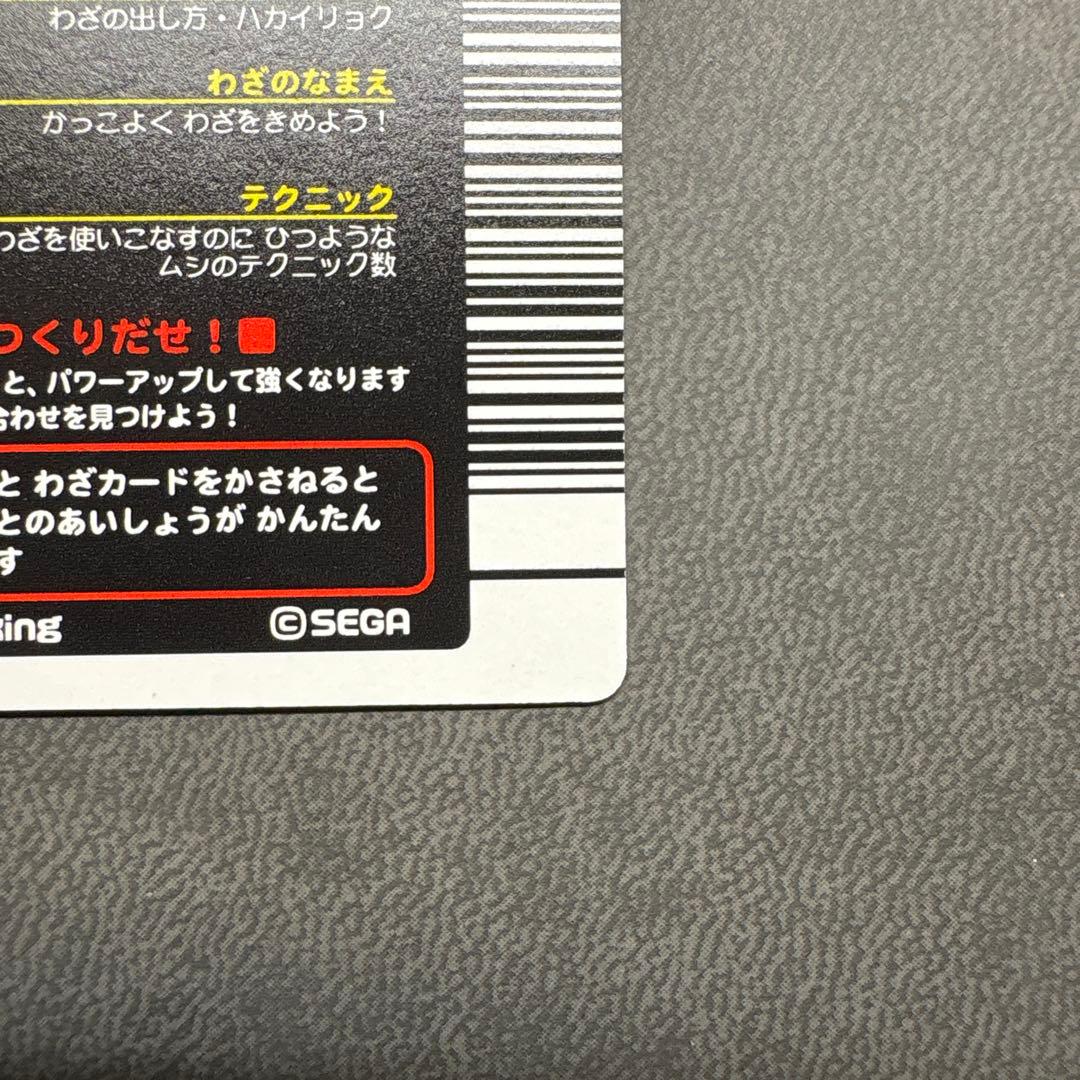 わざの出し方・ハカイリョク
わざのなまえ
かっこよく わざをきめよう！
テクニック
わざを使いこなすのに ひつような
ムシのテクニック数
つくりだせ！
と、パワーアップして強くなります
合わせを見つけよう！
と わざカードをかさねると
とのあいしょうが かんたん
す
king
©SEGA